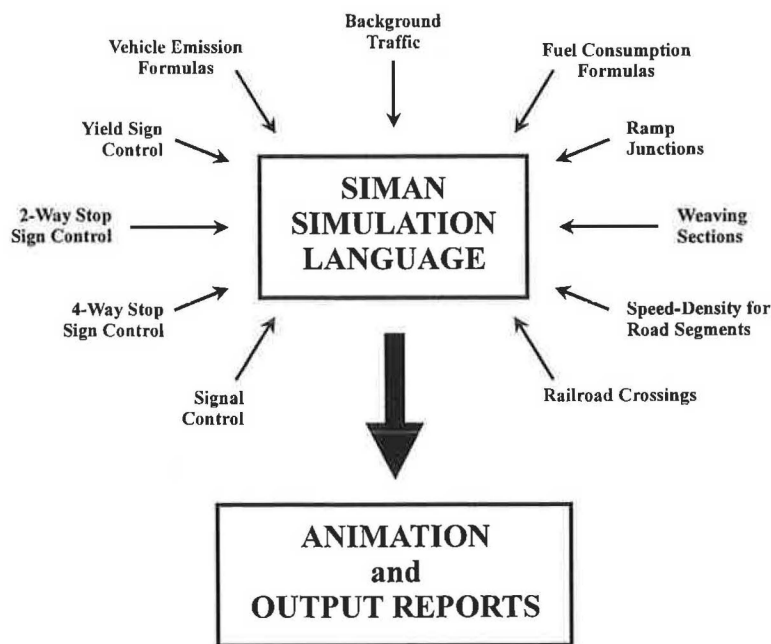 Background
Traffic
Vehicle Emission
Formulas
Fuel Consumption
Formulas
Yield Sign
Control
Ramp
Junctions
SIMAN
SIMULATION
LANGUAGE
2-Way Stop
Sign Control
Weaving
Sections
4-Way Stop
Sign Control
Speed-Density for
Road Segments
Signal
Control
Railroad Crossings
ANIMATION
and
OUTPUT REPORTS